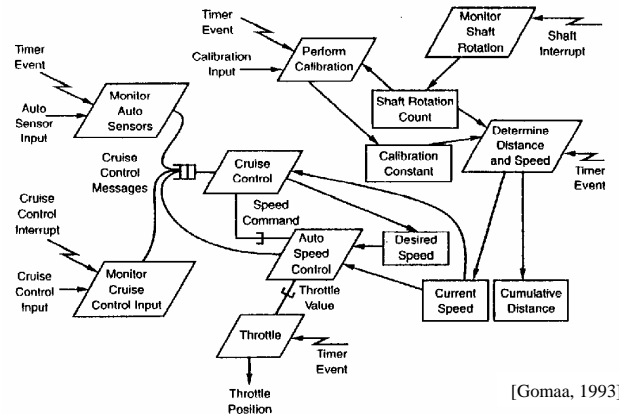 Timer
Event
Monitor
Shaft
Rotation
Shaft
Interrupt
Timer
Event
Calibration
Input
Perform
Calibration
Auto
Sensor
Input
Monitor
Auto
Sensors
Shaft Rotation
Count
Determine
Distance
and Speed
Calibration
Constant
Timer
Event
Cruise
Control
Messages
Cruise
Control
Speed
Command
Cruise
Control
Interrupt
Cruise
Control
Input
Monitor
Cruise
Control Input
Auto
Speed
Control
Desired
Speed
Current
Speed
Cumulative
Distance
Throttle
Value
Throttle
Timer
Event
Throttle
Position
[Gomaa, 1993]